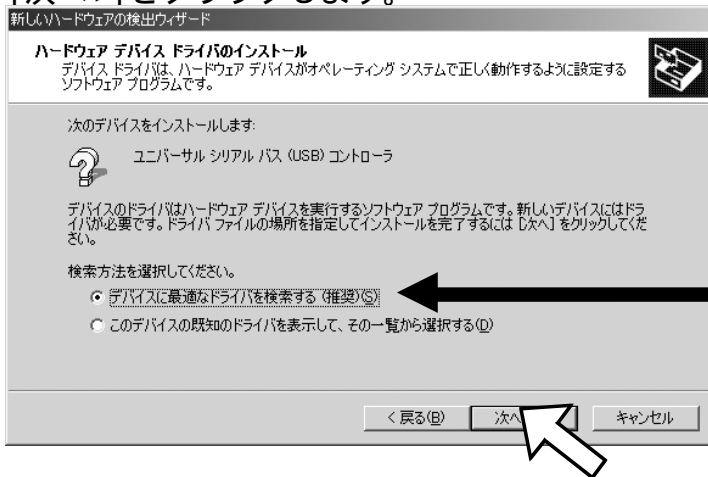 次へ]をクリックします。
新しいハードウェアの検出ウィザード
ハードウェア デバイス ドライバのインストール
デバイス ドライバは、ハードウェア デバイスがオペレーティング システムで正しく動作するように設定する
ソフトウェア プログラムです。
次のデバイスをインストールします:
ユニバーサル シリアル バス (USB) コントローラ
デバイスのドライバはハードウェア デバイスを実行するソフトウェア プログラムです。新しいデバイスにはドラ
イバが必要です。ドライバ ファイルの場所を指定してインストールを完了するには [次へ] をクリックしてくだ
さい。
検索方法を選択してください。
デバイスに最適なドライバを検索する (推奨)(S)
このデバイスの既知のドライバを表示して、その一覧から選択する(D)
< 戻る(B)
次へ
キャンセル